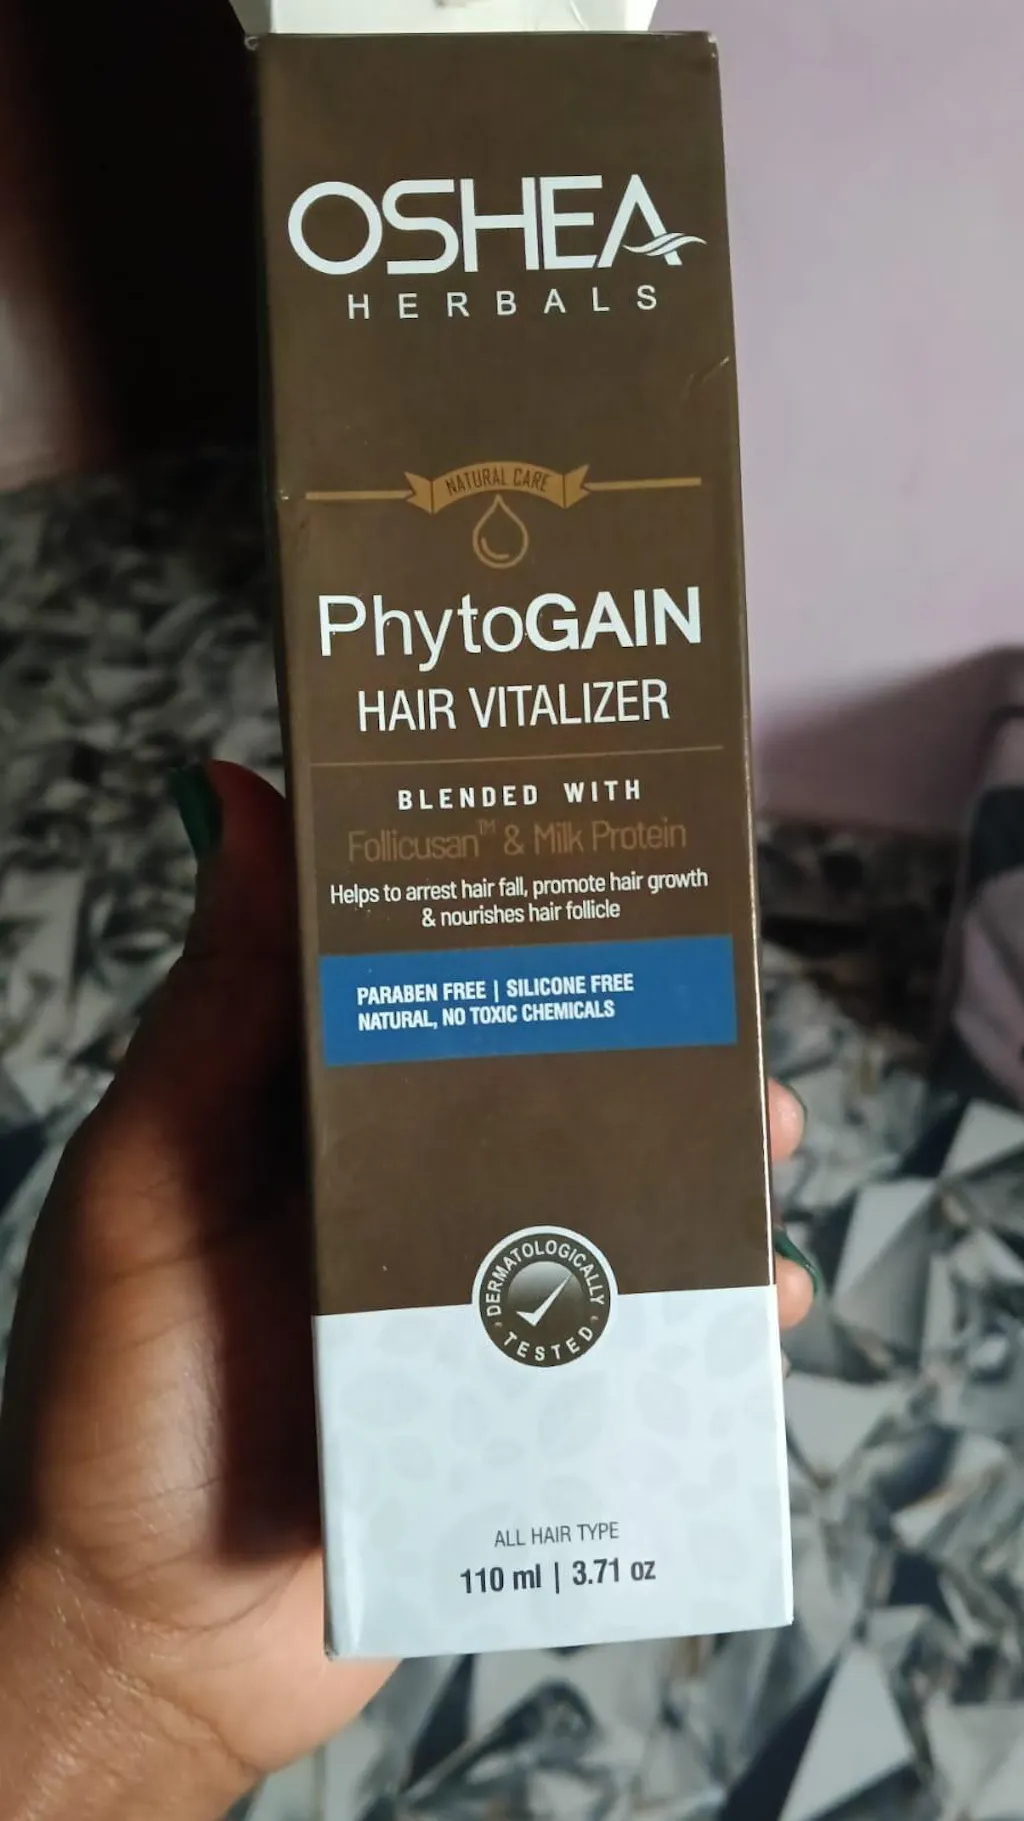 OSHEA
HERBALS
NATURAL CARE
PhytoGAIN
HAIR VITALIZER
BLENDED WITH
Follicusan™ & Milk Protein
Helps to arrest hair fall, promote hair growth
& nourishes hair follicle
PARABEN FREE | SILICONE FREE
NATURAL, NO TOXIC CHEMICALS
DERMATOLOGICALLY
TESTED
ALL HAIR TYPE
110 ml | 3.71 oz